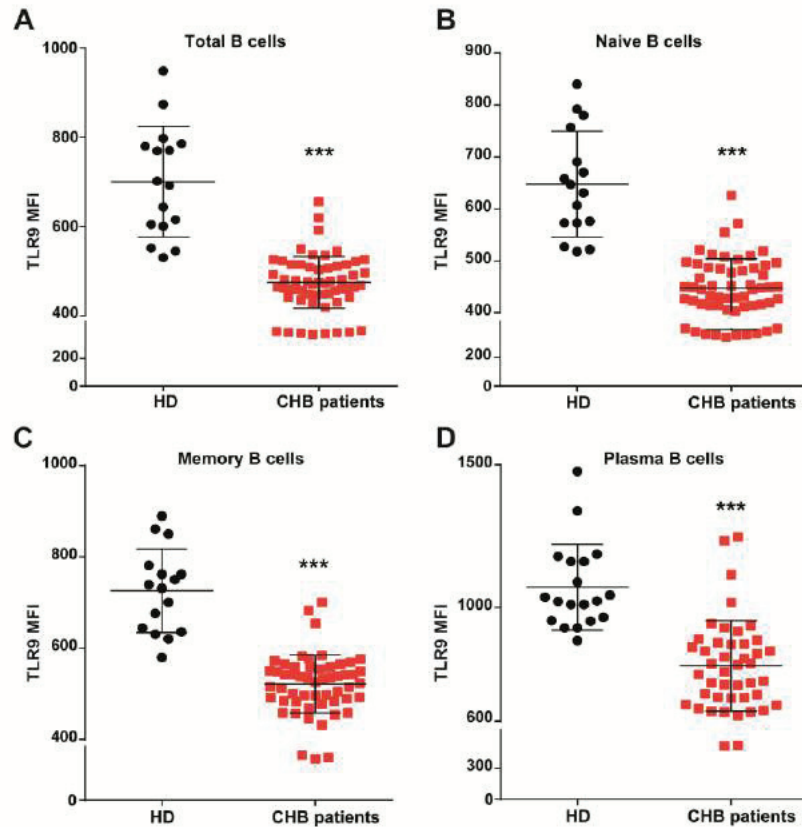 A
Total B cells
1000
800
600
400
200
0
TLR9 MFI
***
HD
CHB patients
B
Naive B cells
900
800
700
600
500
400
200
0
TLR9 MFI
***
HD
CHB patients
C
Memory B cells
1000
800
600
400
0
TLR9 MFI
***
HD
CHB patients
D
Plasma B cells
1500
1000
600
300
0
TLR9 MFI
***
HD
CHB patients